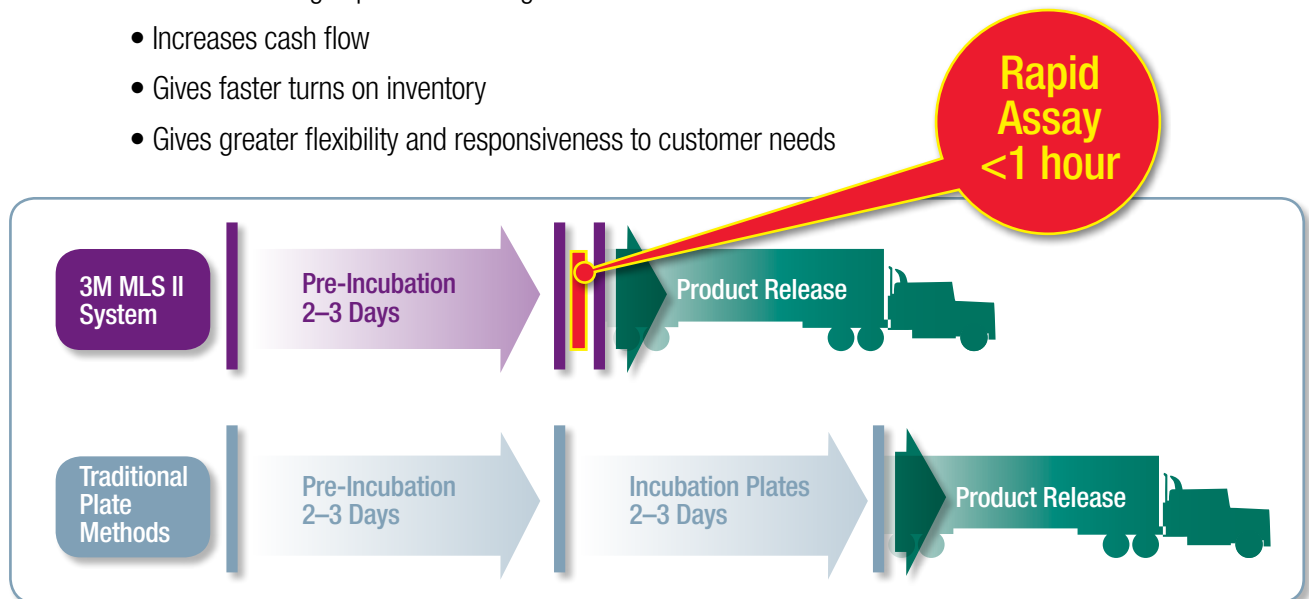 • Increases cash flow
• Gives faster turns on inventory
• Gives greater flexibility and responsiveness to customer needs
Rapid
Assay
<1 hour
3M MLS II
System
Pre-Incubation
2–3 Days
Product Release
Traditional
Plate
Methods
Pre-Incubation
2–3 Days
Incubation Plates
2–3 Days
Product Release